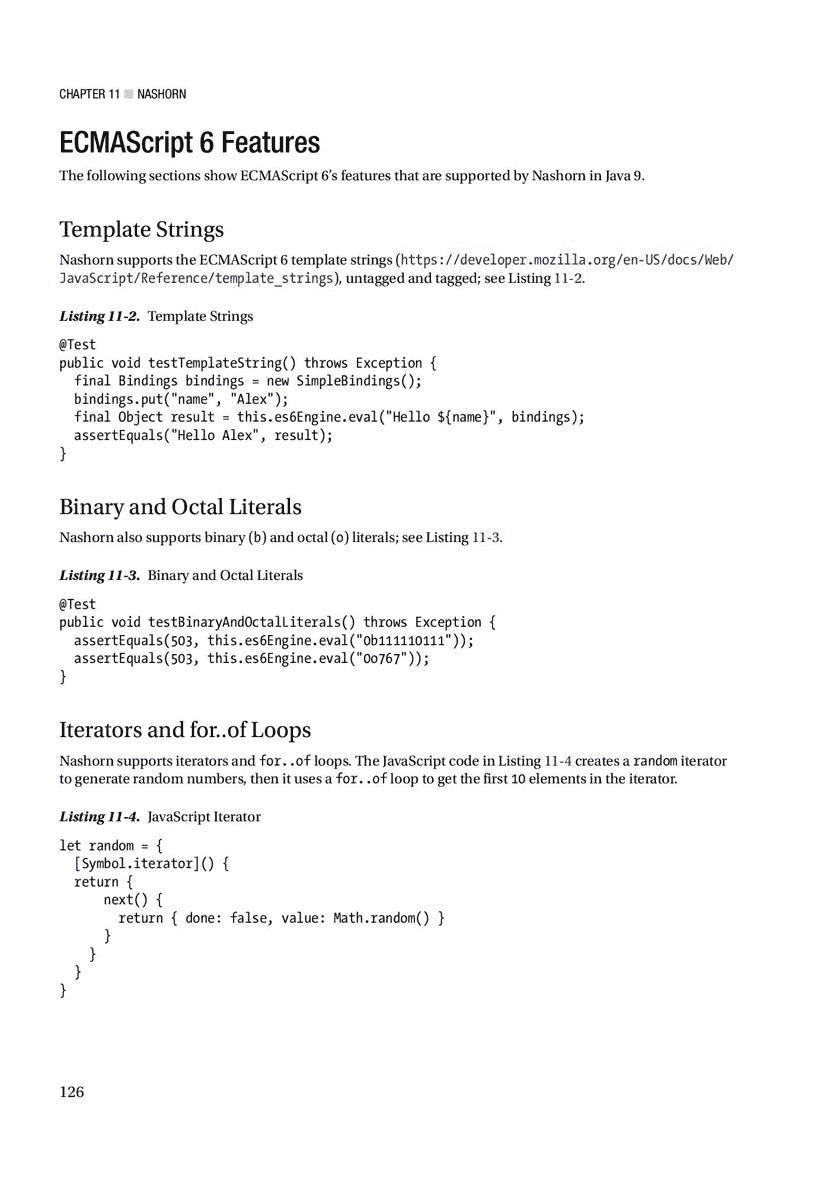 CHAPTER 11 ▒ NASHORN
ECMAScript 6 Features
The following sections show ECMAScript 6’s features that are supported by Nashorn in Java 9.
Template Strings
Nashorn supports the ECMAScript 6 template strings (https://developer.mozilla.org/en-US/docs/Web/
JavaScript/Reference/template_strings), untagged and tagged; see Listing 11-2.
Listing 11-2. Template Strings
@Test
public void testTemplateString() throws Exception {
  final Bindings bindings = new SimpleBindings();
  bindings.put("name", "Alex");
  final Object result = this.es6Engine.eval("Hello ${name}", bindings);
  assertEquals("Hello Alex", result);
}
Binary and Octal Literals
Nashorn also supports binary (b) and octal (o) literals; see Listing 11-3.
Listing 11-3. Binary and Octal Literals
@Test
public void testBinaryAndOctalLiterals() throws Exception {
  assertEquals(503, this.es6Engine.eval("0b111110111"));
  assertEquals(503, this.es6Engine.eval("0o767"));
}
Iterators and for..of Loops
Nashorn supports iterators and for..of loops. The JavaScript code in Listing 11-4 creates a random iterator
to generate random numbers, then it uses a for..of loop to get the first 10 elements in the iterator.
Listing 11-4. JavaScript Iterator
let random = {
  [Symbol.iterator]() {
  return {
      next() {
        return { done: false, value: Math.random() }
      }
    }
  }
}
126